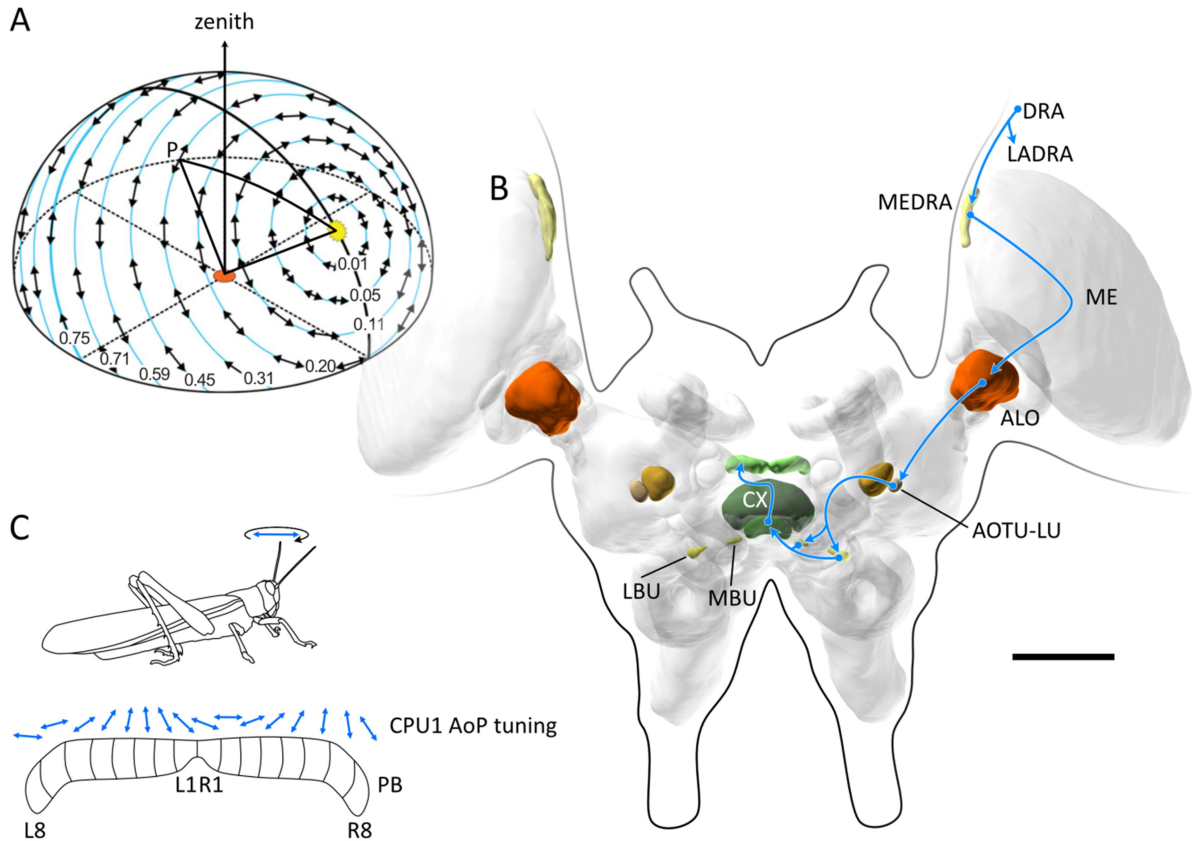 A
zenith
P
0.01
0.05
0.11
0.20
0.31
0.45
0.59
0.71
0.75
B
DRA
LADRA
MEDRA
ME
ALO
AOTU-LU
CX
LBU
MBU
C
CPU1 AoP tuning
L1R1
PB
L8
R8